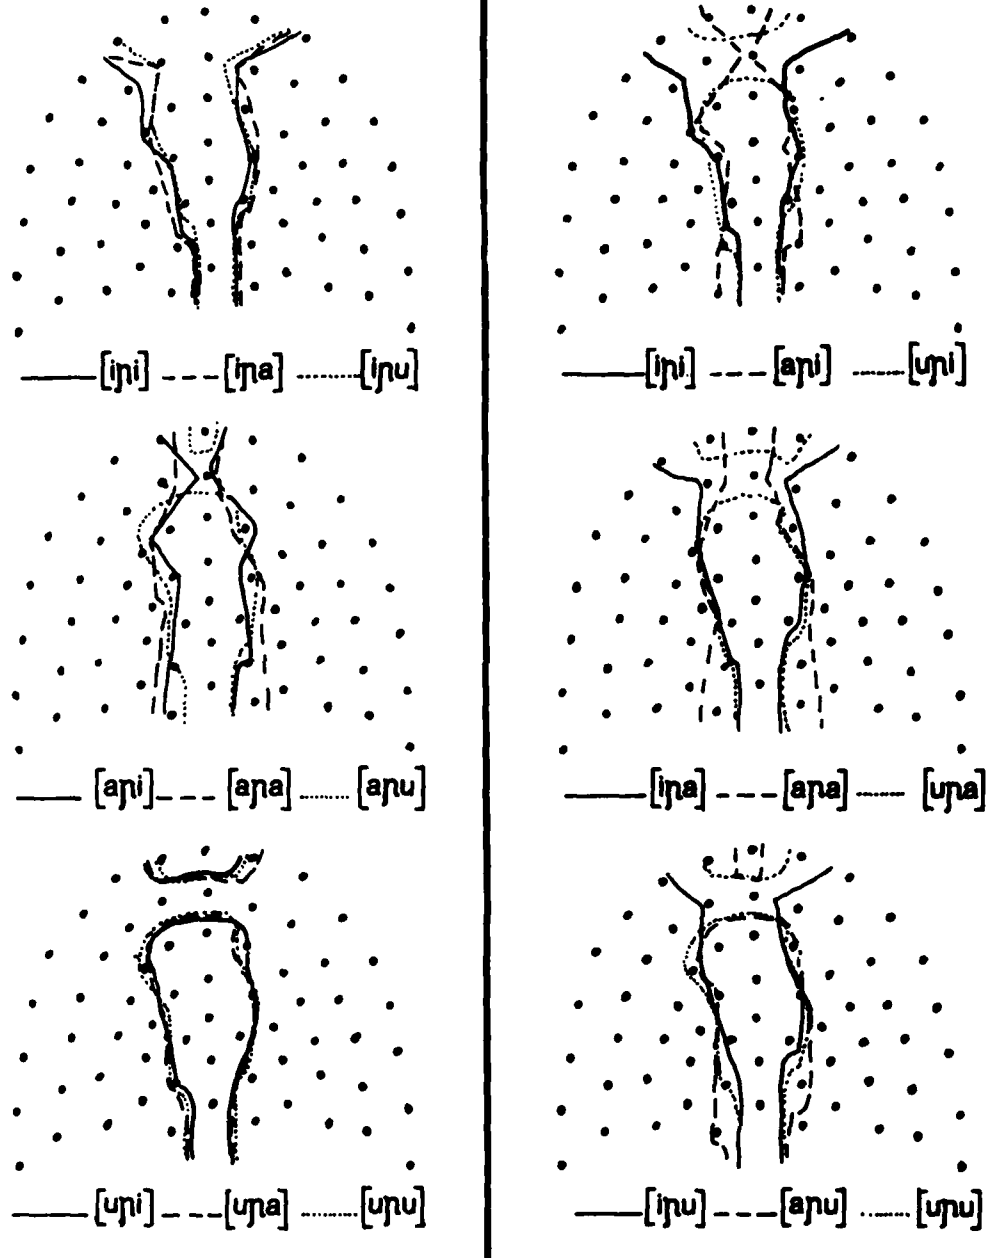 [iɲi] [iɲa] [iɲu]
[iɲi] [aɲi] [uɲi]
[aɲi] [aɲa] [aɲu]
[iɲa] [aɲa] [uɲa]
[uɲi] [uɲa] [uɲu]
[iɲu] [aɲu] [uɲu]